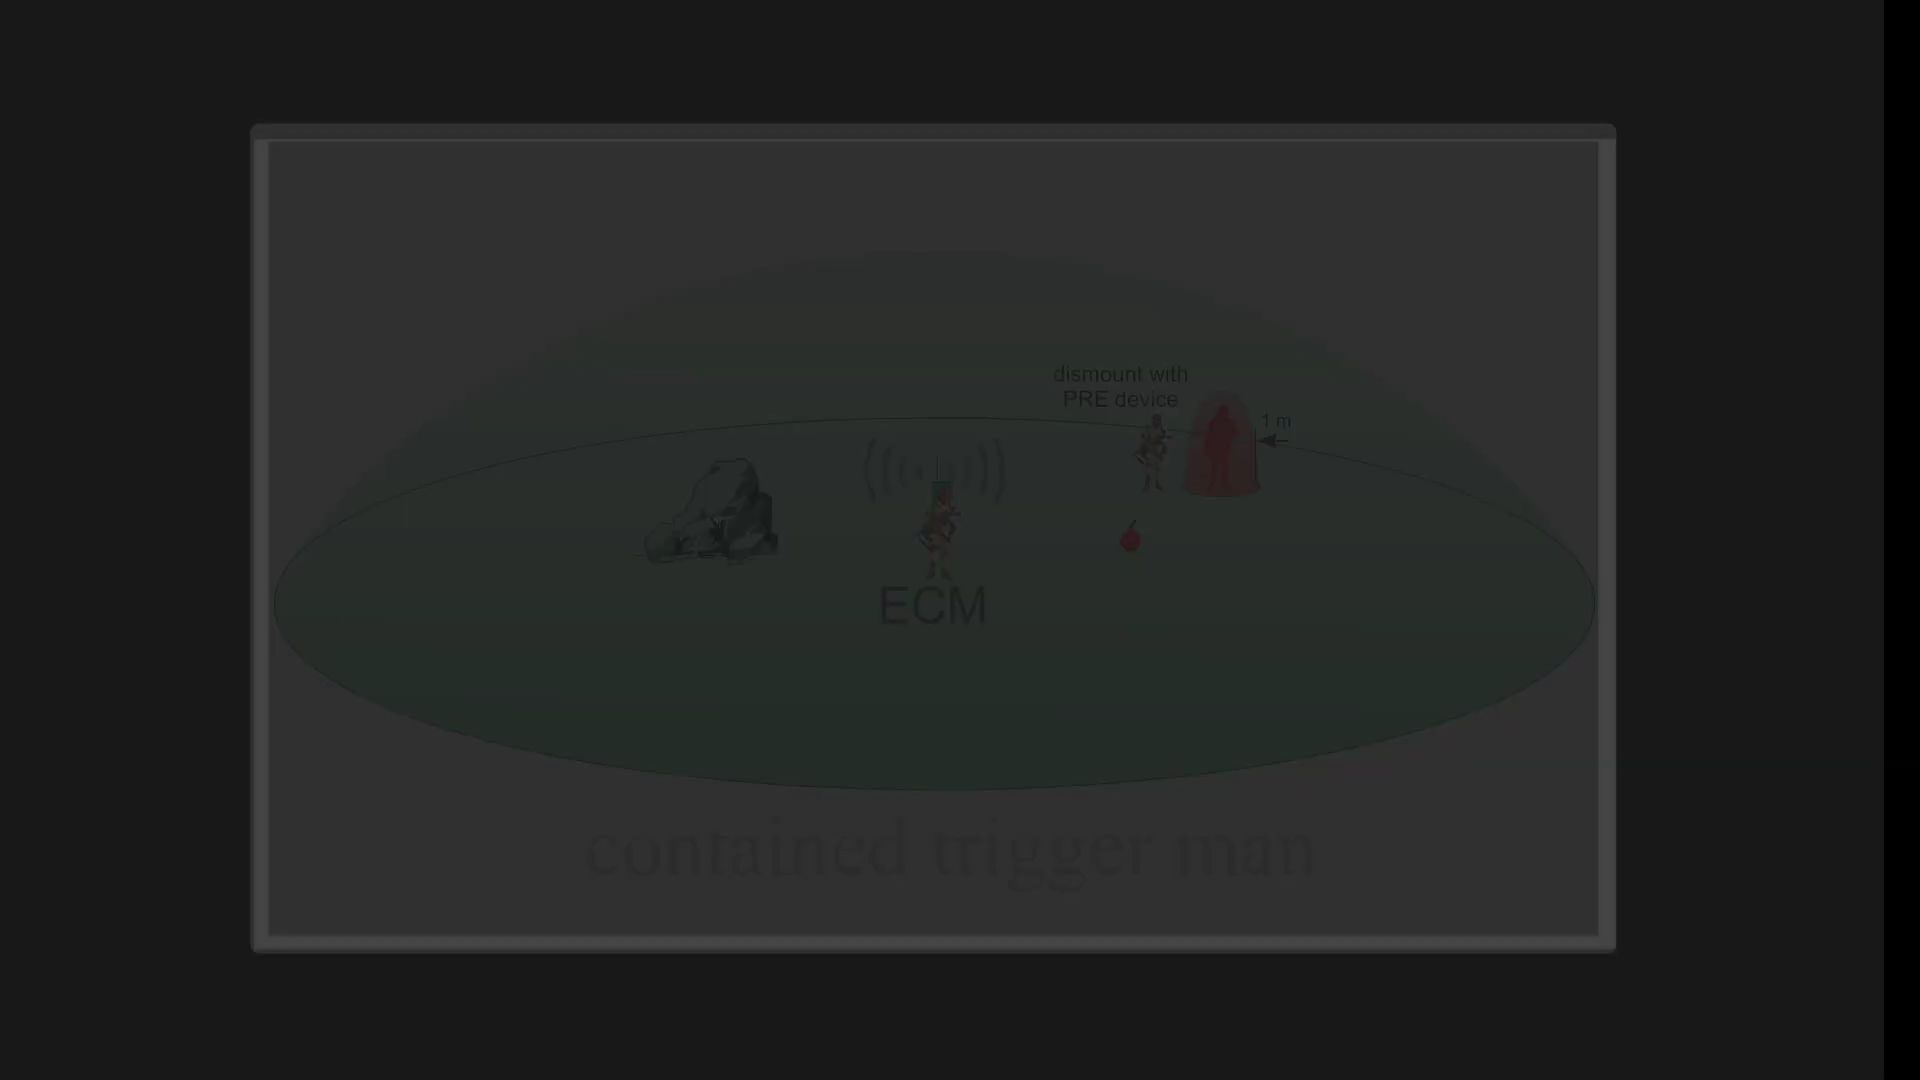 dismount with
PRE device
1 m
ECM
contained trigger man